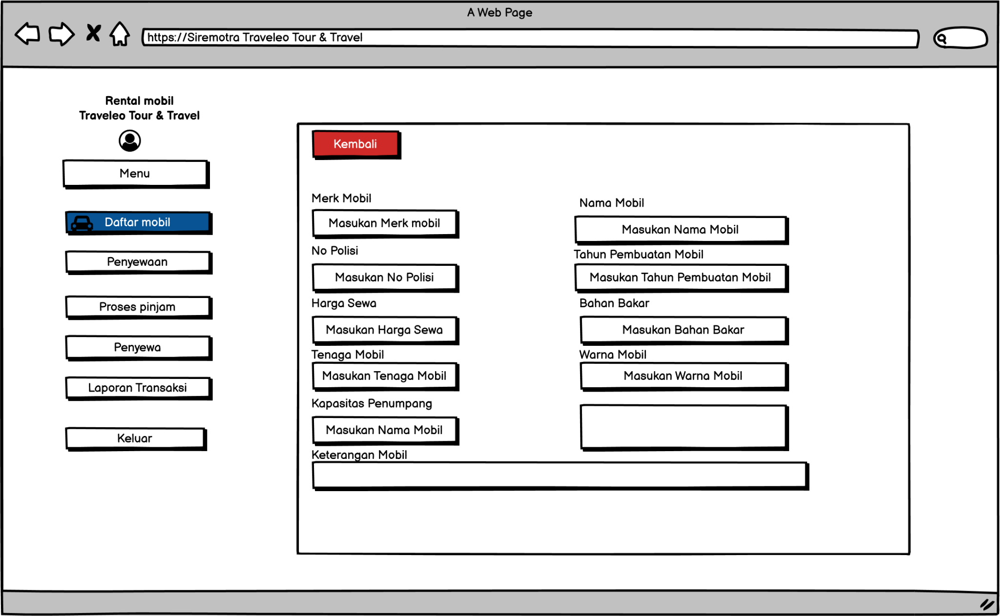 A Web Page
https://Siremotra Traveleo Tour & Travel
Rental mobil
Traveleo Tour & Travel
Menu
Daftar mobil
Penyewaan
Proses pinjam
Penyewa
Laporan Transaksi
Keluar
Kembali
Merk Mobil
Masukan Merk mobil
Nama Mobil
Masukan Nama Mobil
No Polisi
Masukan No Polisi
Tahun Pembuatan Mobil
Masukan Tahun Pembuatan Mobil
Harga Sewa
Masukan Harga Sewa
Bahan Bakar
Masukan Bahan Bakar
Tenaga Mobil
Masukan Tenaga Mobil
Warna Mobil
Masukan Warna Mobil
Kapasitas Penumpang
Masukan Nama Mobil
Keterangan Mobil